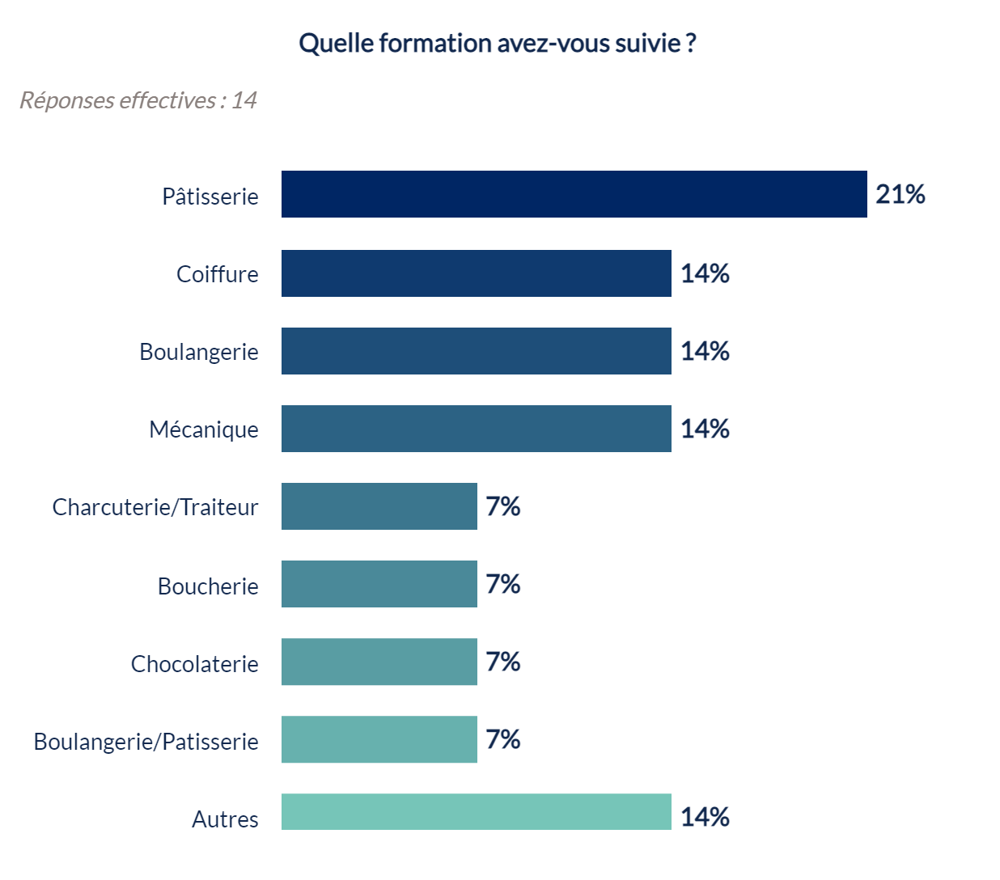 Quelle formation avez-vous suivie ?
Réponses effectives : 14
Pâtisserie 21%
Coiffure 14%
Boulangerie 14%
Mécanique 14%
Charcuterie/Traiteur 7%
Boucherie 7%
Chocolaterie 7%
Boulangerie/Patisserie 7%
Autres 14%